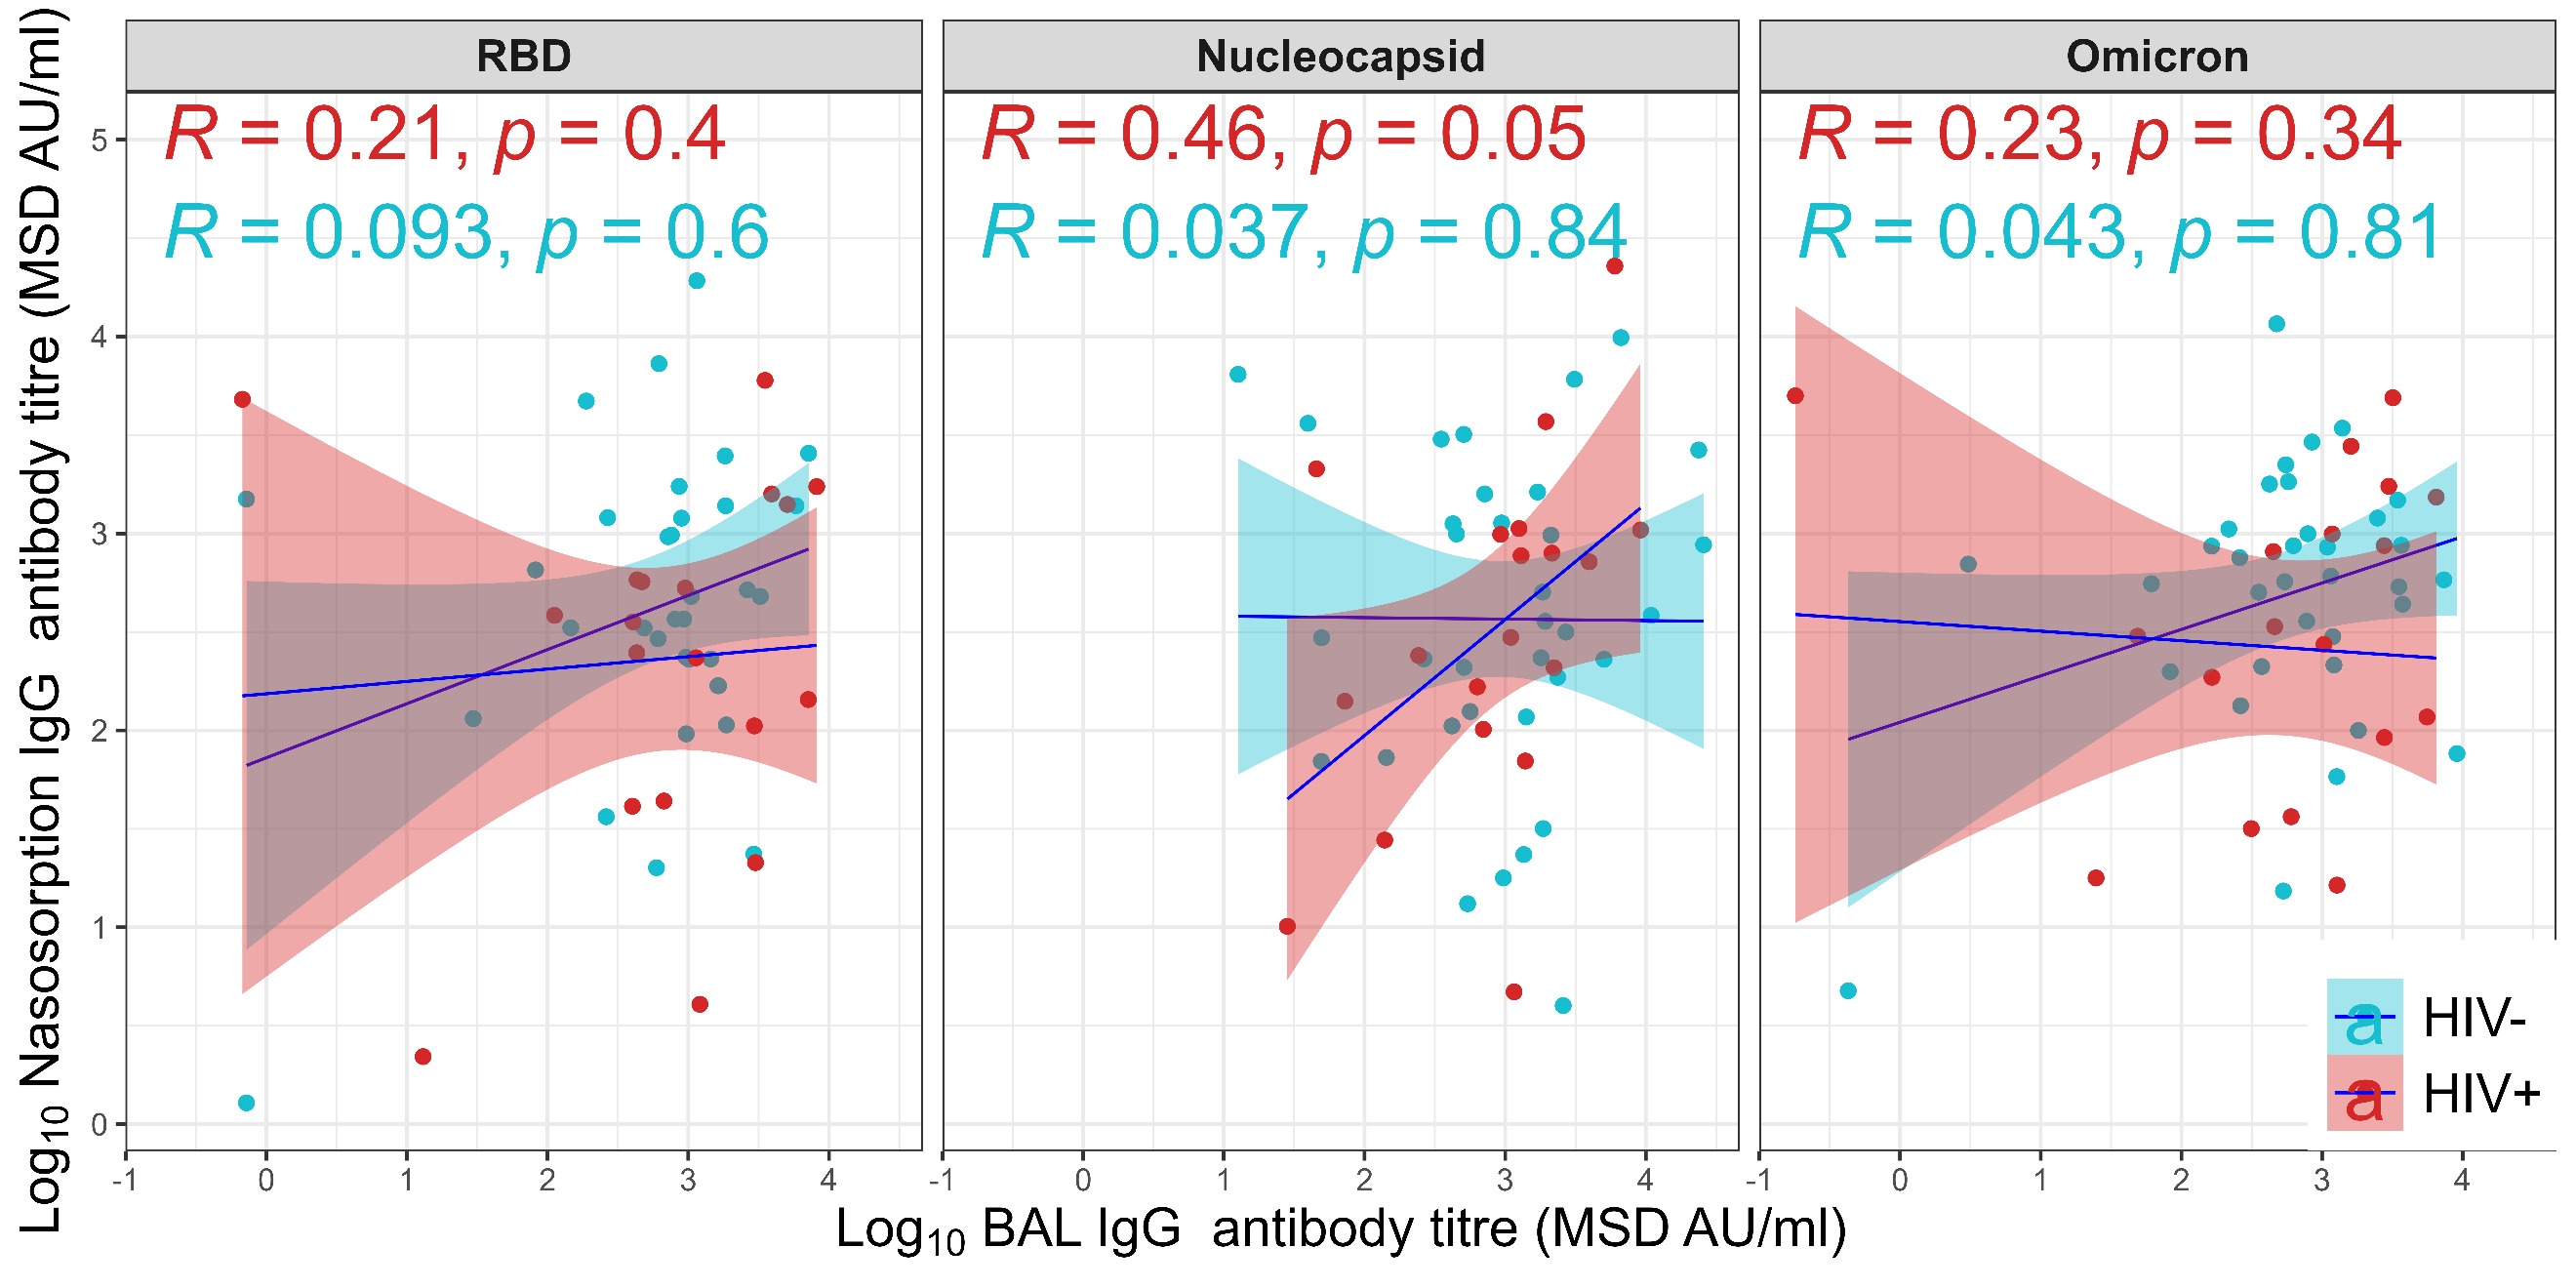 RBD
Nucleocapsid
Omicron
R = 0.21, p = 0.4
R = 0.093, p = 0.6
R = 0.46, p = 0.05
R = 0.037, p = 0.84
R = 0.23, p = 0.34
R = 0.043, p = 0.81
Log10 Nasosorption IgG antibody titre (MSD AU/ml)
5
4
3
2
1
0
-1 0 1 2 3 4
-1 0 1 2 3 4
-1 0 1 2 3 4
Log10 BAL IgG antibody titre (MSD AU/ml)
a HIV-
a HIV+